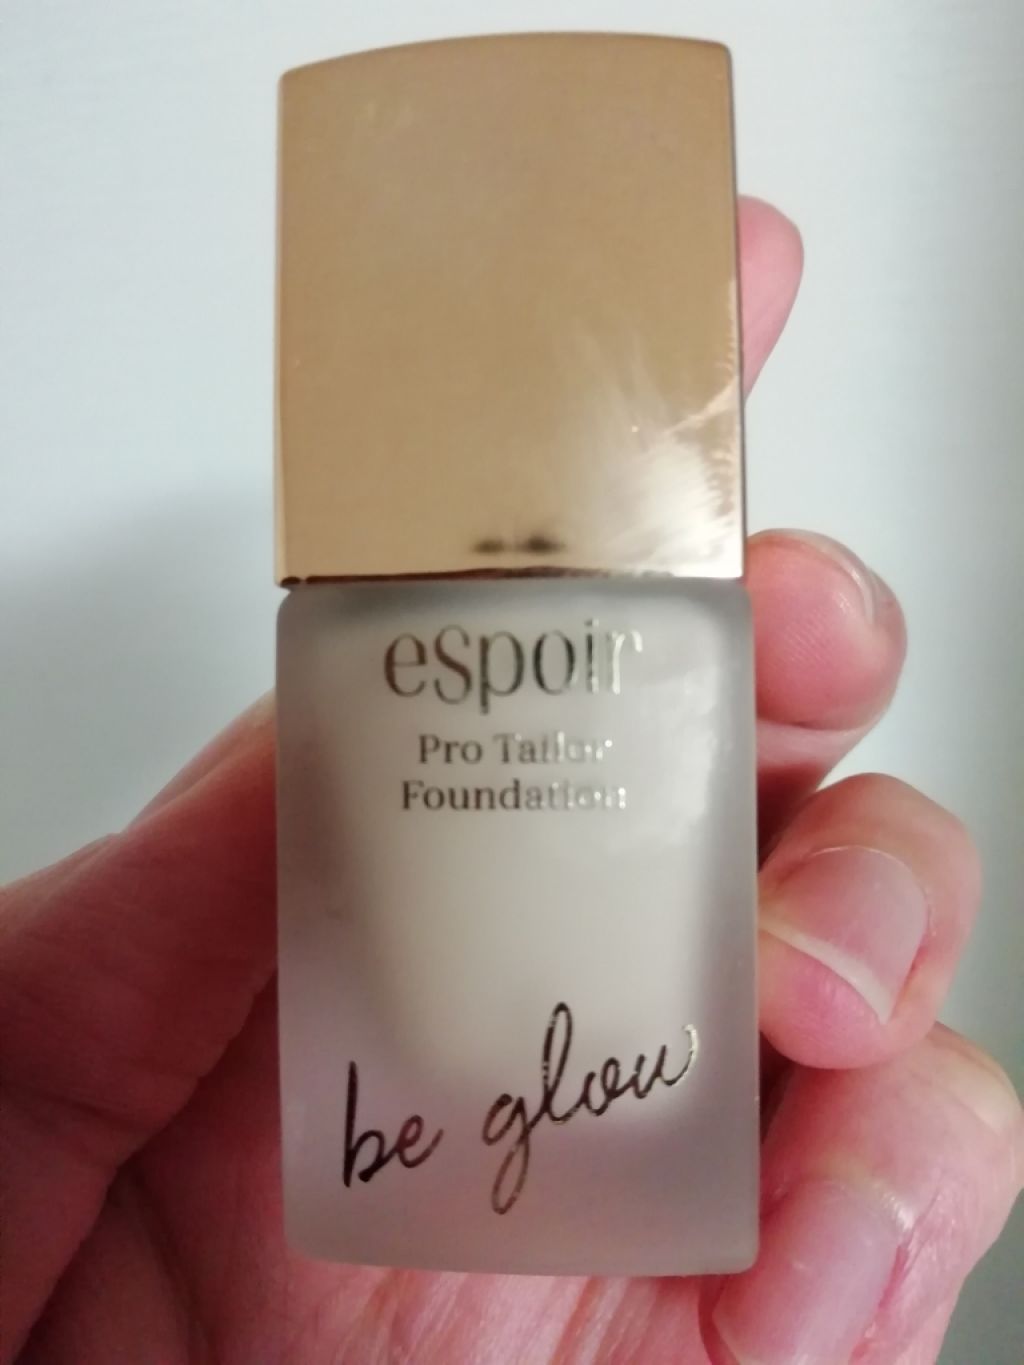 espoir
Pro Tailor
Foundation
be glow